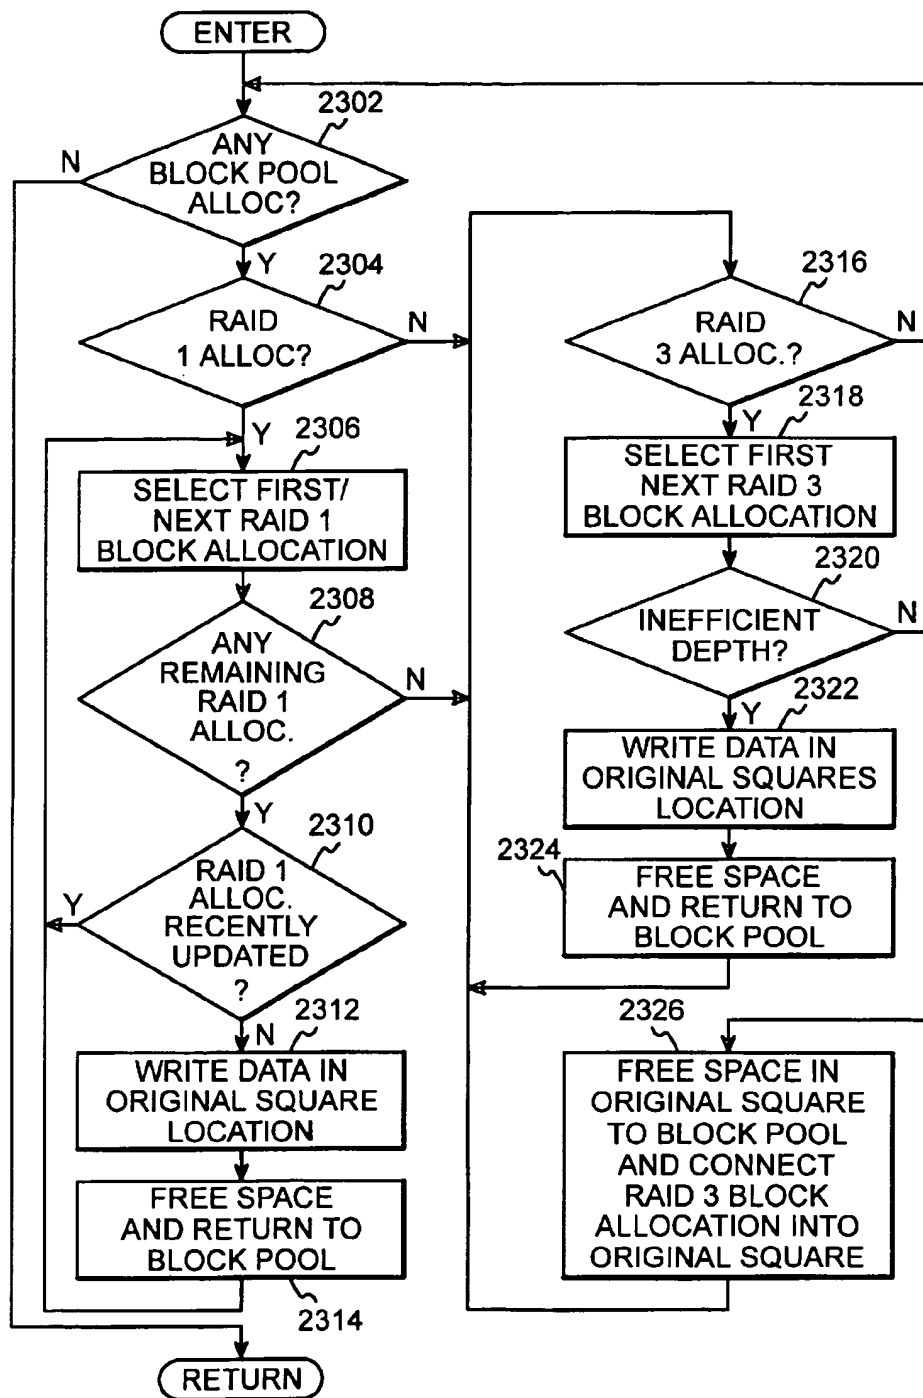 ENTER
2302
N
ANY
BLOCK POOL
ALLOC?
Y
2304
RAID
1 ALLOC?
N
Y
2306
SELECT FIRST/
NEXT RAID 1
BLOCK ALLOCATION
2308
ANY
REMAINING
RAID 1
ALLOC.
?
N
Y
2310
Y
RAID 1
ALLOC.
RECENTLY
UPDATED
?
N
2312
WRITE DATA IN
ORIGINAL SQUARE
LOCATION
FREE SPACE
AND RETURN TO
BLOCK POOL
2314
RETURN
2316
RAID
3 ALLOC.?
N
Y
2318
SELECT FIRST
NEXT RAID 3
BLOCK ALLOCATION
2320
INEFFICIENT
DEPTH?
N
Y
2322
WRITE DATA IN
ORIGINAL SQUARES
LOCATION
2324
FREE SPACE
AND RETURN TO
BLOCK POOL
2326
FREE SPACE IN
ORIGINAL SQUARE
TO BLOCK POOL
AND CONNECT
RAID 3 BLOCK
ALLOCATION INTO
ORIGINAL SQUARE